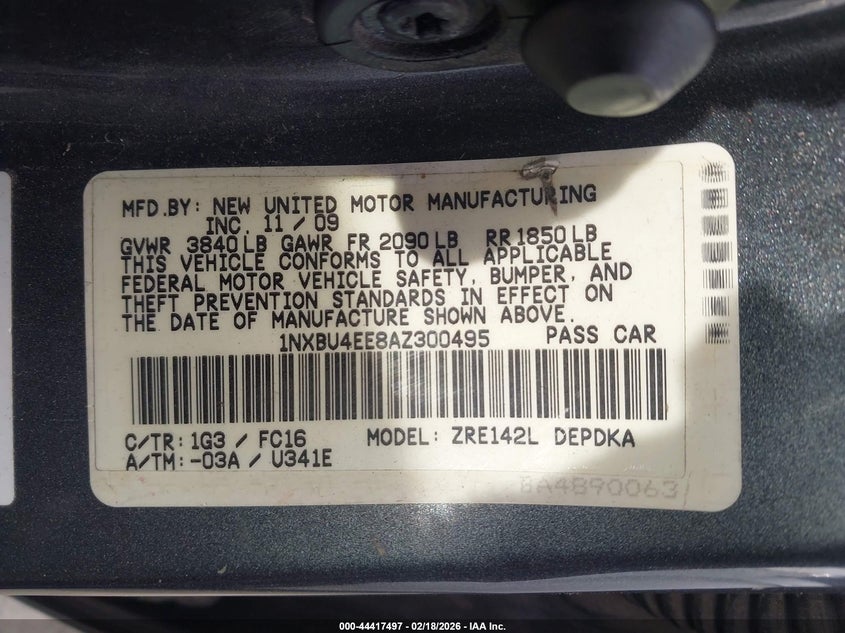 MFD.BY: NEW UNITED MOTOR MANUFACTURING
INC. 11 / 09
GVWR 3840 LB GAWR FR 2090 LB RR 1850 LB
THIS VEHICLE CONFORMS TO ALL APPLICABLE
FEDERAL MOTOR VEHICLE SAFETY, BUMPER, AND
THEFT PREVENTION STANDARDS IN EFFECT ON
THE DATE OF MANUFACTURE SHOWN ABOVE.
1NXBU4EE8AZ300495 PASS CAR
C/TR: 1G3 / FC16 MODEL: ZRE142L DEPDKA
A/TM: -03A / U341E
BA4890063
000-44417497 | 02/18/2026 - IAA Inc.